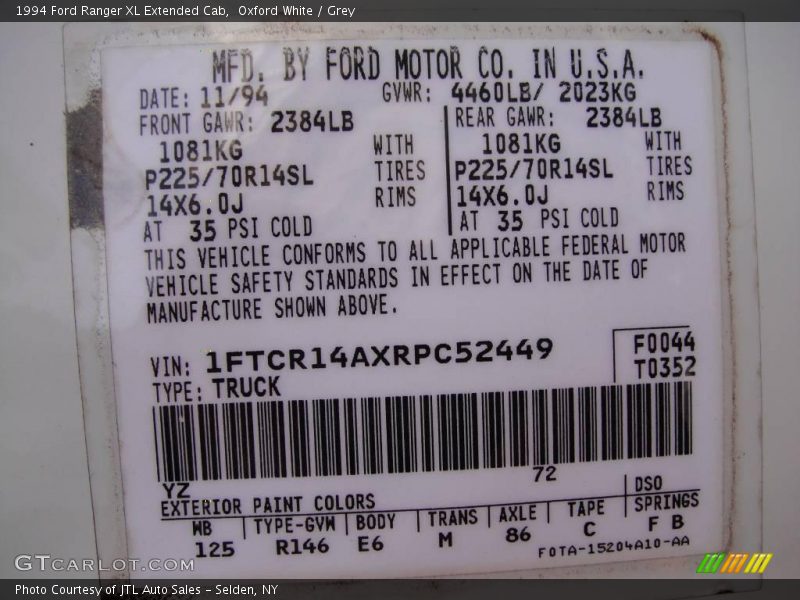 1994 Ford Ranger XL Extended Cab,  Oxford White / Grey
MFD. BY FORD MOTOR CO. IN U.S.A.
DATE: 11/94 GVWR: 4460LB/ 2023KG
FRONT GAWR: 2384LB REAR GAWR: 2384LB
1081KG WITH 1081KG WITH
P225/70R14SL TIRES P225/70R14SL TIRES
14X6.0J RIMS 14X6.0J RIMS
AT 35 PSI COLD AT 35 PSI COLD
THIS VEHICLE CONFORMS TO ALL APPLICABLE FEDERAL MOTOR
VEHICLE SAFETY STANDARDS IN EFFECT ON THE DATE OF
MANUFACTURE SHOWN ABOVE.
VIN: 1FTCR14AXRPC52449 F0044
TYPE: TRUCK T0352
YZ 72
EXTERIOR PAINT COLORS DSO
WB TYPE-GVW BODY TRANS AXLE TAPE SPRINGS
125 R146 E6 M 86 C F B
F0TA-15204A10-AA
GTCARLOT.COM
Photo Courtesy of JTL Auto Sales - Selden, NY